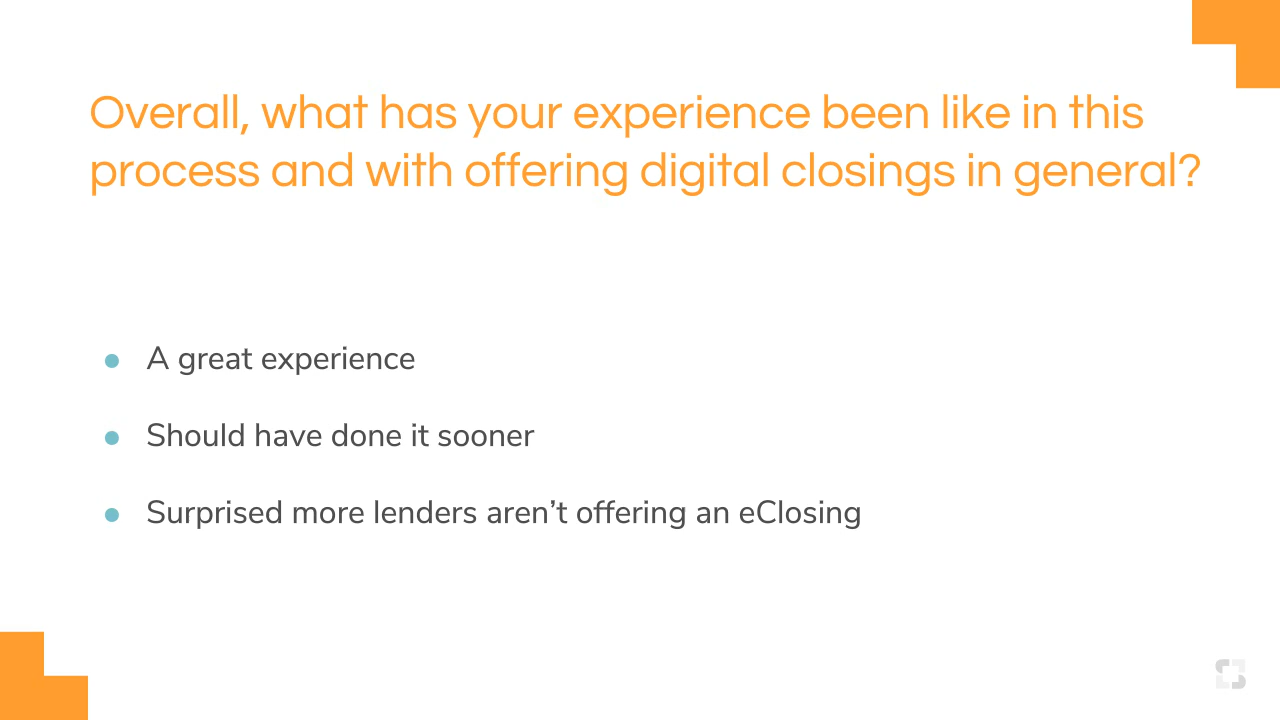 Overall, what has your experience been like in this
process and with offering digital closings in general?
● A great experience
● Should have done it sooner
● Surprised more lenders aren’t offering an eClosing